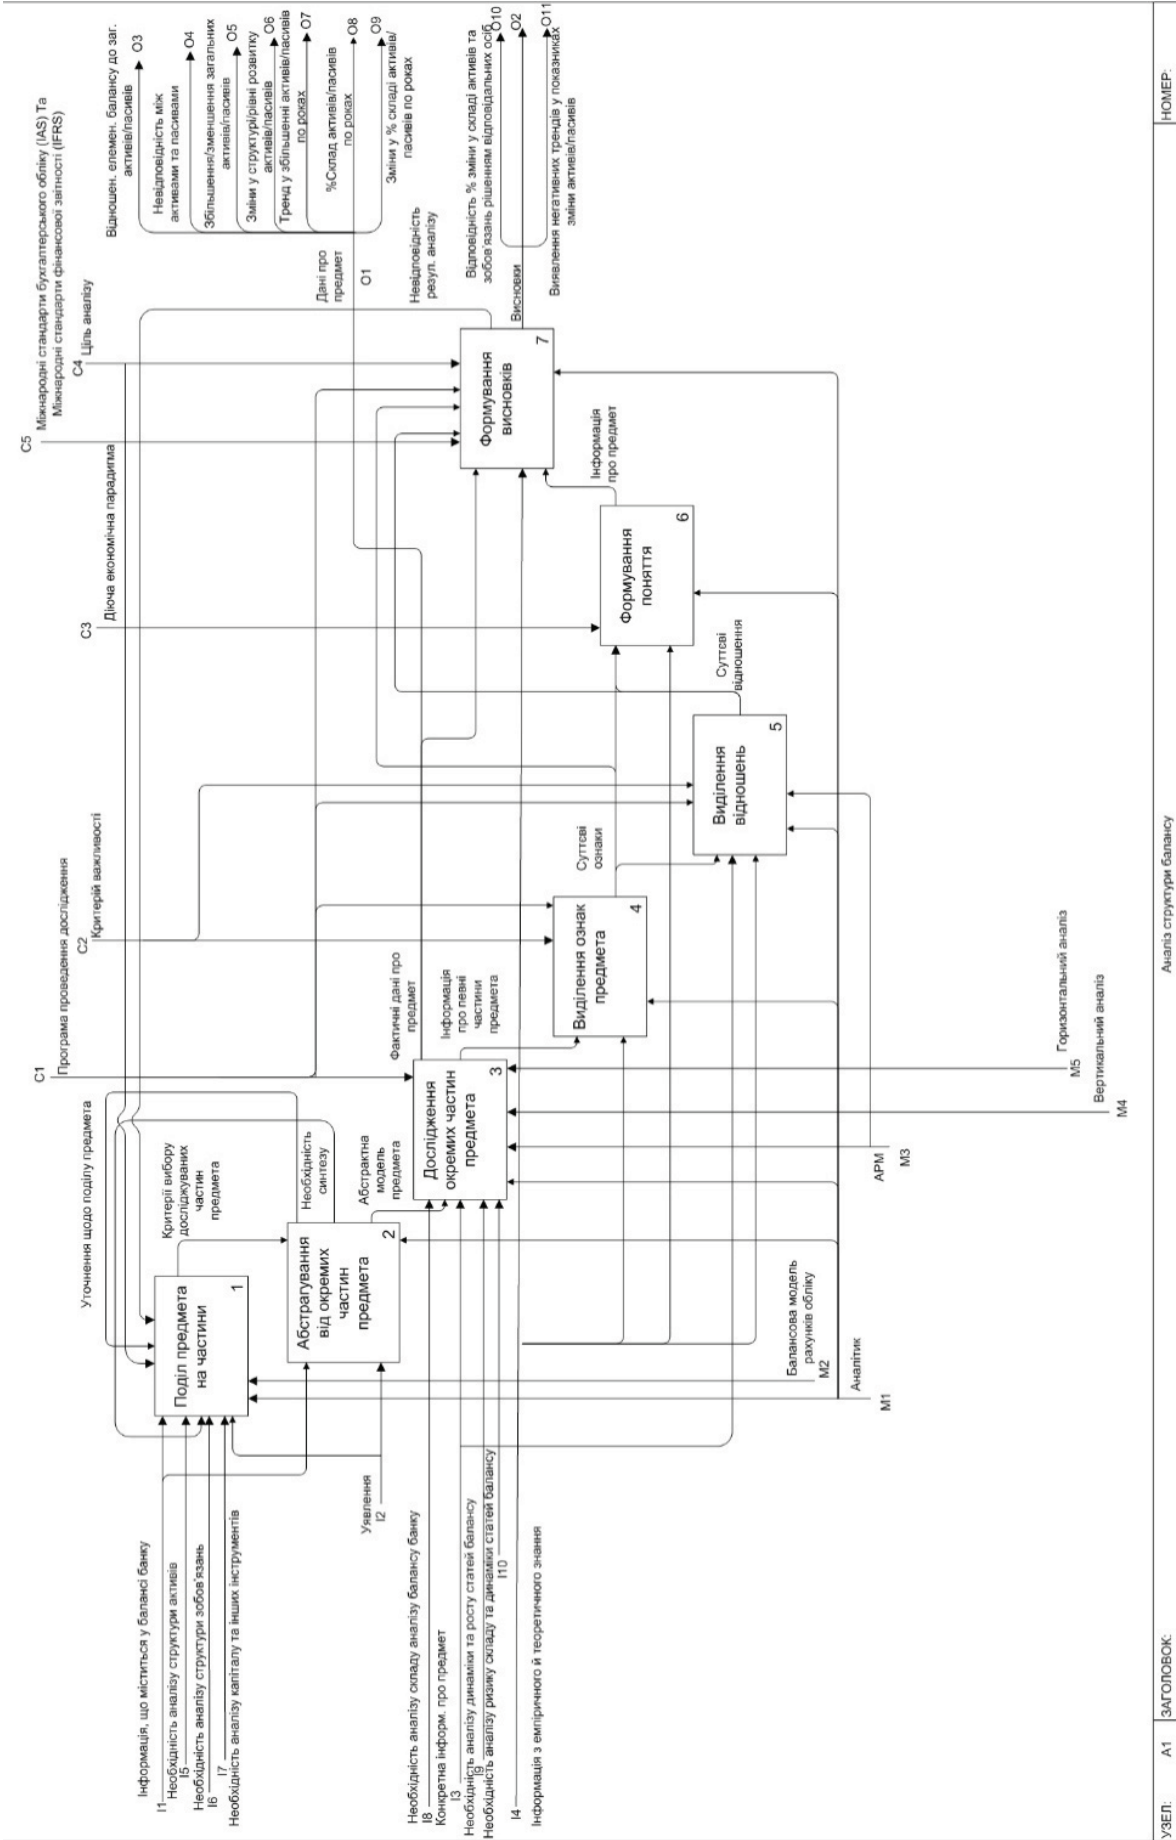 C5
Міжнародні стандарти бухгалтерського обліку (IAS) Та
Міжнародні стандарти фінансової звітності (IFRS)
C4
Ціль аналізу
C3
Діюча економічна парадигма
C2
Критерій важливості
C1
Програма проведення дослідження
Уточнення щодо поділу предмета
Інформація, що міститься у балансі банку
I1
Необхідність аналізу структури активів
I5
Необхідність аналізу структури зобов'язань
I6
I7
Необхідність аналізу капіталу та інших інструментів
Поділ предмета
на частини
1
Критерії вибору
досліджуваних
частин
предмета
Уявлення
I2
Абстрагування
від окремих
частин
предмета
2
Необхідність
синтезу
Абстрактна
модель
предмета
Необхідність аналізу складу аналізу балансу банку
I8
Конкретна інформ. про предмет
I3
Необхідність аналізу динаміки та росту статей балансу
I9
Необхідність аналізу ризику складу та динаміки статей балансу
I10
I4
Інформація з емпіричного й теоретичного знання
Дослідження
окремих частин
предмета
3
Фактичні дані про
предмет
Інформація
про певні
частини
предмета
Виділення ознак
предмета
4
Суттєві
ознаки
Виділення
відношень
5
Суттєві
відношення
Формування
поняття
6
Інформація
про предмет
Формування
висновків
7
Висновки
Невідповідність
резул. аналізу
Дані про
предмет
O1
Відношен. елемен. балансу до заг.
активів/пасивів
O3
Невідповідність між
активами та пасивами
O4
Збільшення/зменшення загальних
активів/пасивів
O5
Зміни у структурі/рівні розвитку
активів/пасивів
O6
Тренд у збільшенні активів/пасивів
по роках
O7
%Склад активів/пасивів
по роках
O8
Зміни у % складі активів/
пасивів по роках
O9
Відповідність % зміни у складі активів та
зобов'язань рішенням відповідальних осіб
O10
O2
O11
Виявлення негативних трендів у показниках
зміни активів/пасивів
Балансова модель
рахунків обліку
M2
Аналітик
M1
АРМ
M3
Вертикальний аналіз
M4
Горизонтальний аналіз
M5
УЗЕЛ:
A1
ЗАГОЛОВОК:
Аналіз структури балансу
НОМЕР: